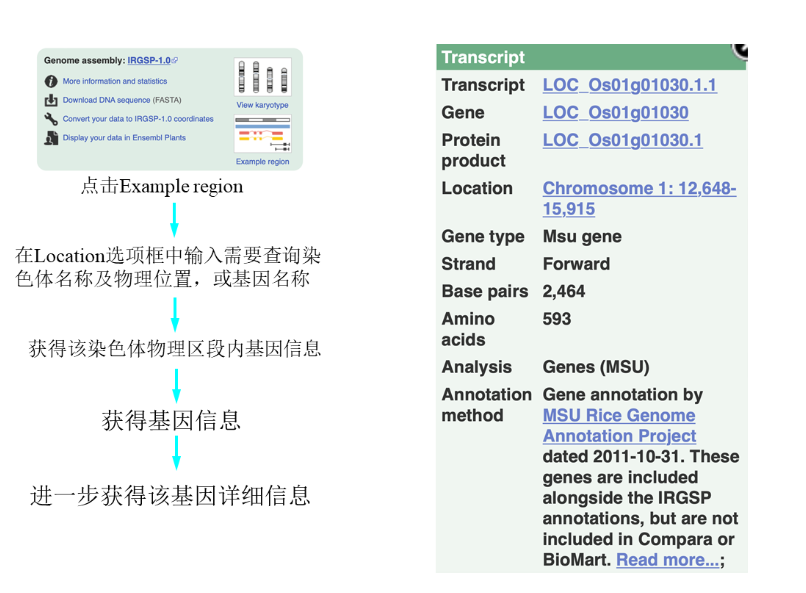 Genome assembly: IRGSP-1.0
More information and statistics
Download DNA sequence (FASTA)
Convert your data to IRGSP-1.0 coordinates
Display your data in Ensembl Plants
View karyotype
Example region
点击Example region
在Location选项框中输入需要查询染
色体名称及物理位置，或基因名称
获得该染色体物理区段内基因信息
获得基因信息
进一步获得该基因详细信息
Transcript
Transcript LOC_Os01g01030.1.1
Gene LOC_Os01g01030
Protein LOC_Os01g01030.1
product
Location Chromosome 1: 12,648-
15,915
Gene type Msu gene
Strand Forward
Base pairs 2,464
Amino 593
acids
Analysis Genes (MSU)
Annotation Gene annotation by
method MSU Rice Genome
Annotation Project
dated 2011-10-31. These
genes are included
alongside the IRGSP
annotations, but are not
included in Compara or
BioMart. Read more...;